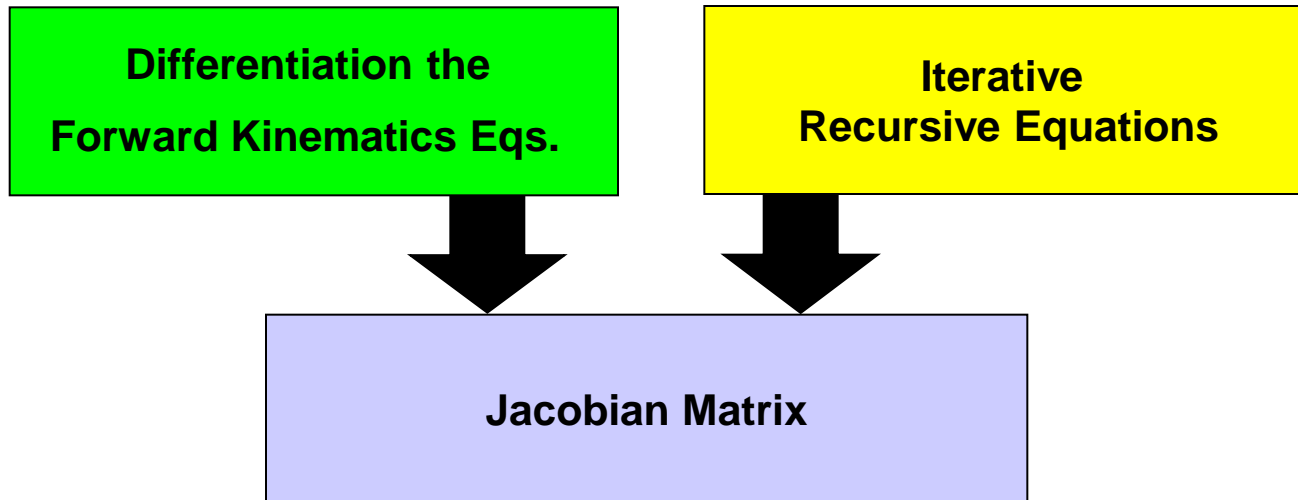 Differentiation the
Forward Kinematics Eqs.
Iterative
Recursive Equations
Jacobian Matrix